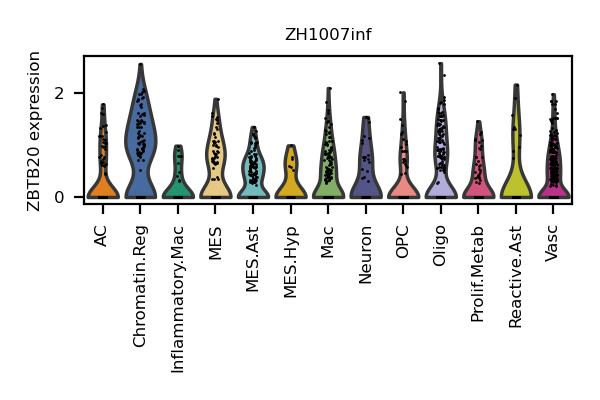 ZH1007inf
ZBTB20 expression
2
0
AC
Chromatin.Reg
Inflammatory.Mac
MES
MES.Ast
MES.Hyp
Mac
Neuron
OPC
Oligo
Prolif.Metab
Reactive.Ast
Vasc